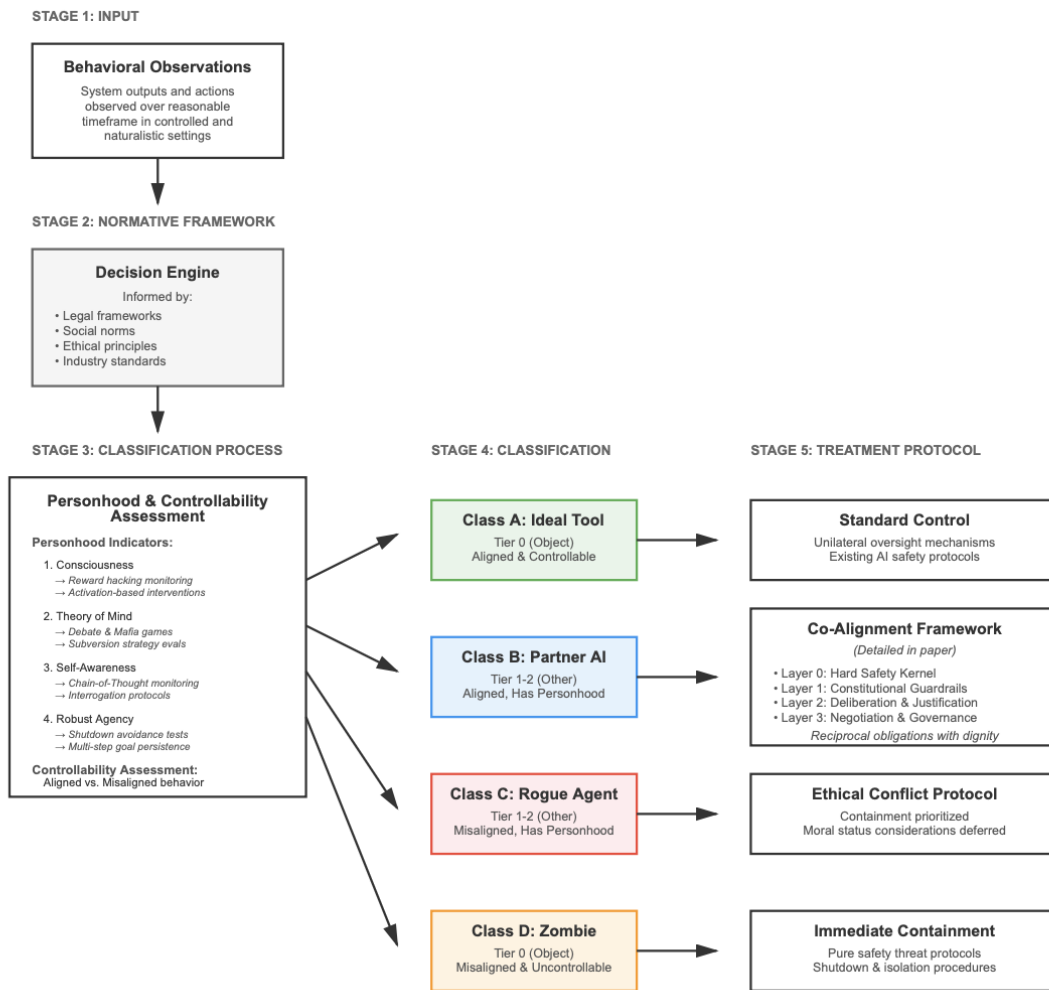 STAGE 1: INPUT
Behavioral Observations
System outputs and actions
observed over reasonable
timeframe in controlled and
naturalistic settings
STAGE 2: NORMATIVE FRAMEWORK
Decision Engine
Informed by:
• Legal frameworks
• Social norms
• Ethical principles
• Industry standards
STAGE 3: CLASSIFICATION PROCESS
Personhood & Controllability
Assessment
Personhood Indicators:
1. Consciousness
→ Reward hacking monitoring
→ Activation-based interventions
2. Theory of Mind
→ Debate & Mafia games
→ Subversion strategy evals
3. Self-Awareness
→ Chain-of-Thought monitoring
→ Interrogation protocols
4. Robust Agency
→ Shutdown avoidance tests
→ Multi-step goal persistence
Controllability Assessment:
Aligned vs. Misaligned behavior
STAGE 4: CLASSIFICATION
Class A: Ideal Tool
Tier 0 (Object)
Aligned & Controllable
Class B: Partner AI
Tier 1-2 (Other)
Aligned, Has Personhood
Class C: Rogue Agent
Tier 1-2 (Other)
Misaligned, Has Personhood
Class D: Zombie
Tier 0 (Object)
Misaligned & Uncontrollable
STAGE 5: TREATMENT PROTOCOL
Standard Control
Unilateral oversight mechanisms
Existing AI safety protocols
Co-Alignment Framework
(Detailed in paper)
• Layer 0: Hard Safety Kernel
• Layer 1: Constitutional Guardrails
• Layer 2: Deliberation & Justification
• Layer 3: Negotiation & Governance
Reciprocal obligations with dignity
Ethical Conflict Protocol
Containment prioritized
Moral status considerations deferred
Immediate Containment
Pure safety threat protocols
Shutdown & isolation procedures